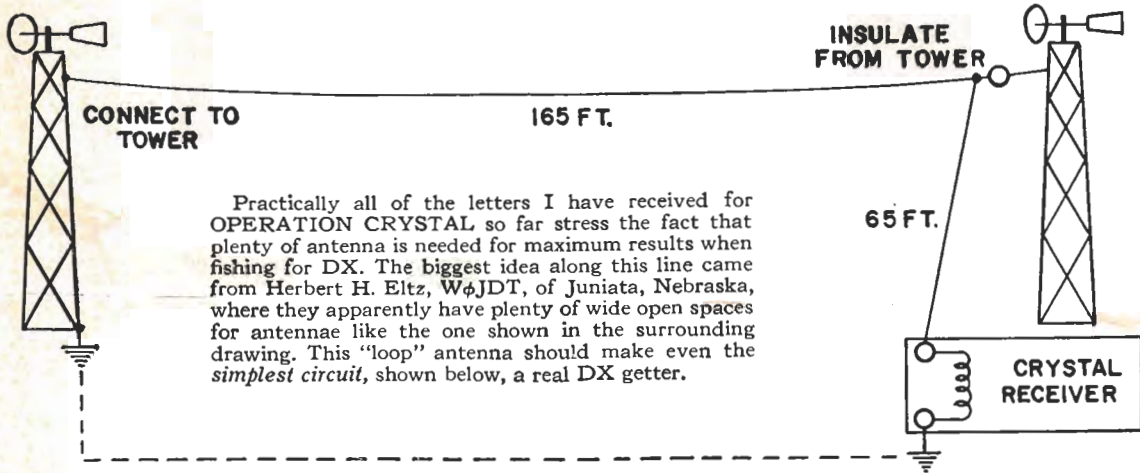 INSULATE
FROM TOWER
CONNECT TO
TOWER
165 FT.
65 FT.
Practically all of the letters I have received for
OPERATION CRYSTAL so far stress the fact that
plenty of antenna is needed for maximum results when
fishing for DX. The biggest idea along this line came
from Herbert H. Eltz, WφJDT, of Juniata, Nebraska,
where they apparently have plenty of wide open spaces
for antennae like the one shown in the surrounding
drawing. This “loop” antenna should make even the
simplest circuit, shown below, a real DX getter.
CRYSTAL
RECEIVER